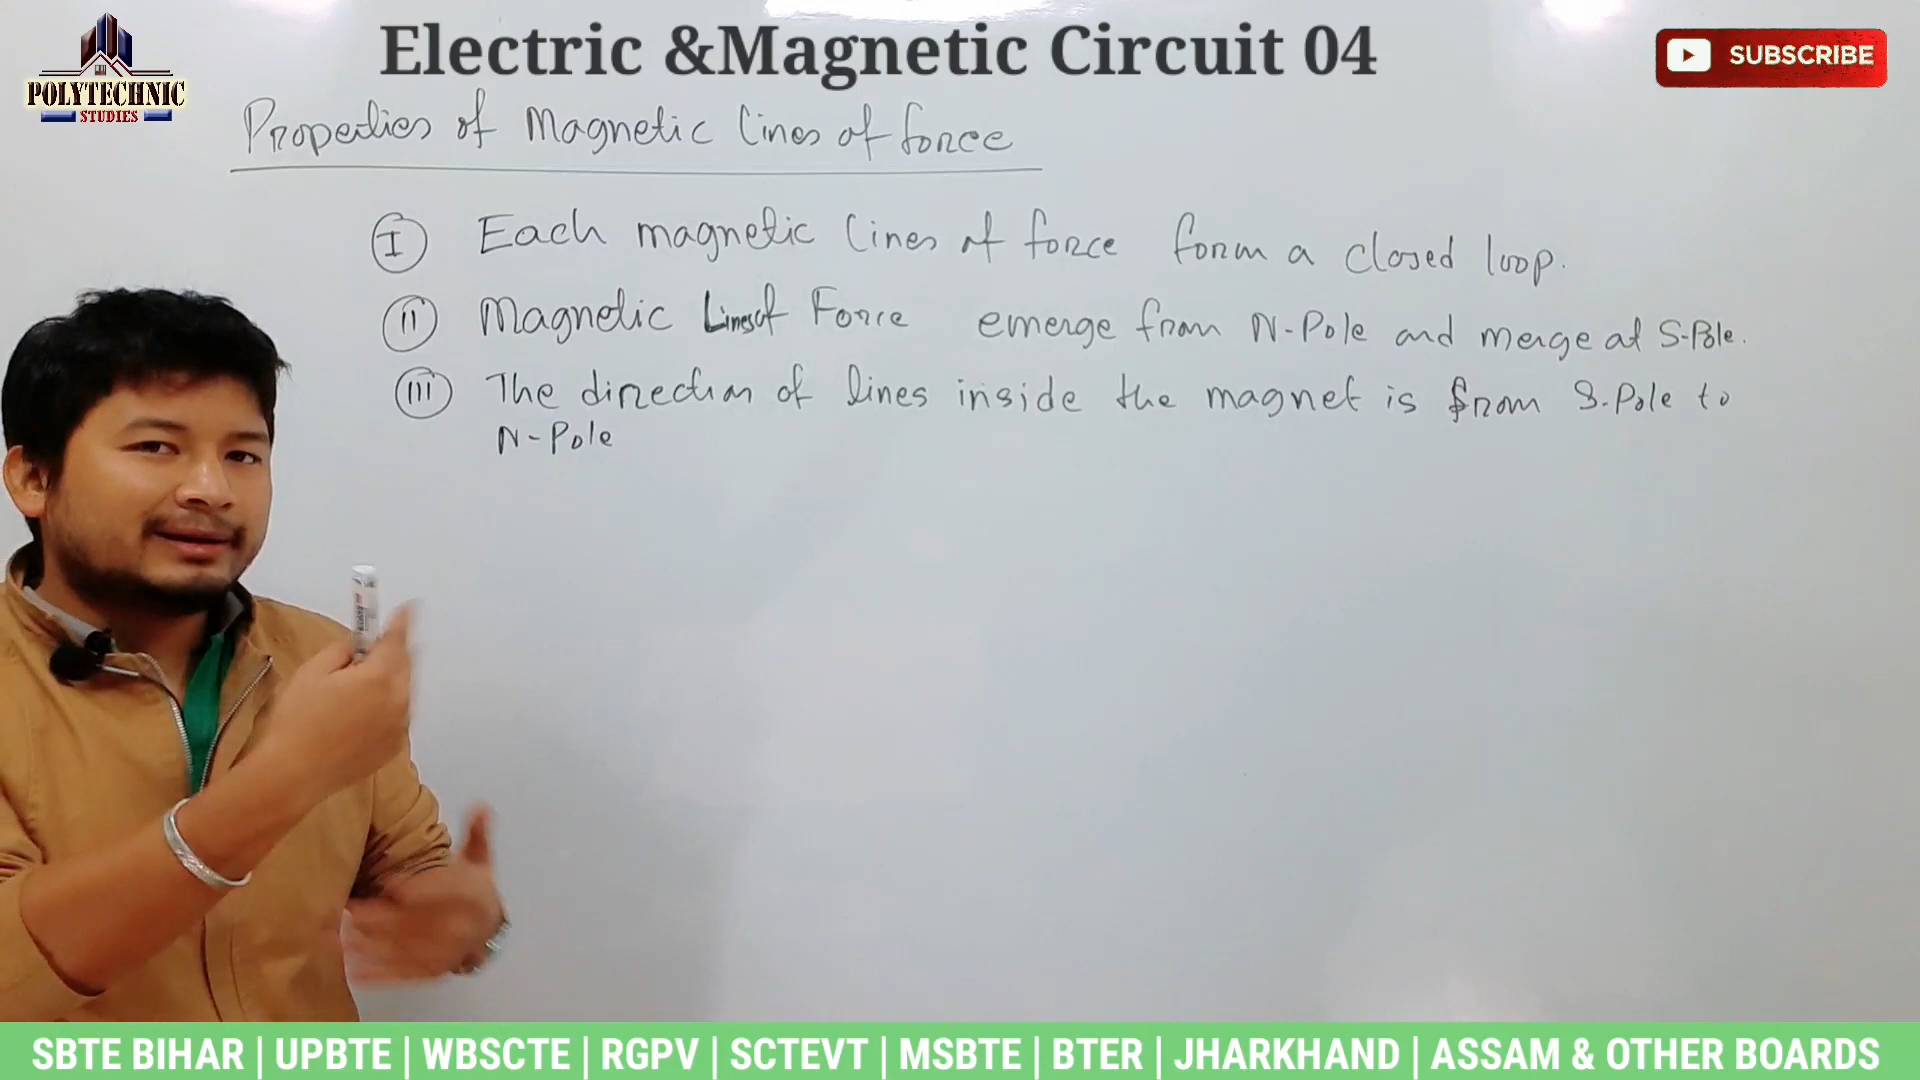 Electric &Magnetic Circuit 04
POLYTECHNIC
STUDIES
SUBSCRIBE
Properties of Magnetic lines of force
I Each magnetic lines of force form a closed loop.
II Magnetic Lines of Force emerge from N-Pole and merge at S-Pole.
III The direction of lines inside the magnet is from S-Pole to
N-Pole
SBTE BIHAR | UPBTE | WBSCTE | RGPV | SCTEVT | MSBTE | BTER | JHARKHAND | ASSAM & OTHER BOARDS